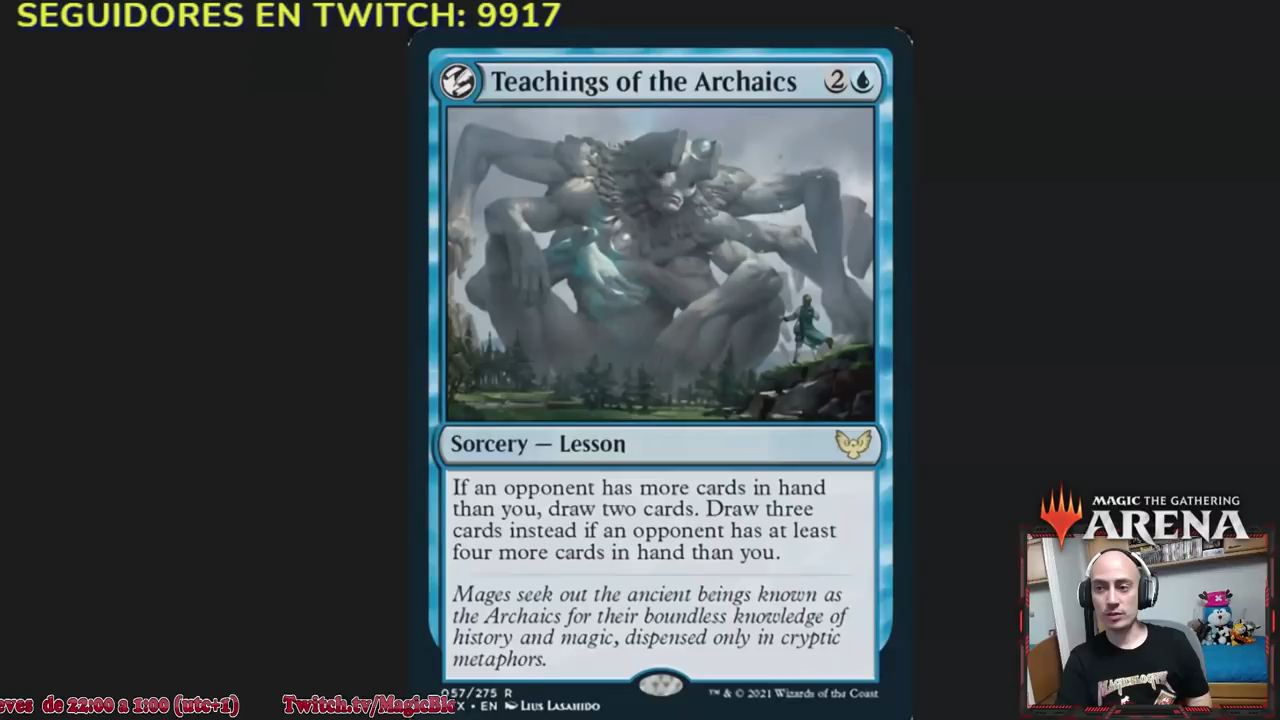 SEGUIDORES EN TWITCH: 9917
Teachings of the Archaics 2
Sorcery — Lesson
If an opponent has more cards in hand
than you, draw two cards. Draw three
cards instead if an opponent has at least
four more cards in hand than you.
Mages seek out the ancient beings known as
the Archaics for their boundless knowledge of
history and magic, dispensed only in cryptic
metaphors.
057/275 R
X • EN LIUS LASAHIDO
™ & © 2021 Wizards of the Coast
MAGIC THE GATHERING
ARENA
eves de 22:00 a 1:00 (utc+1) Twitch.tv/MagicBlo